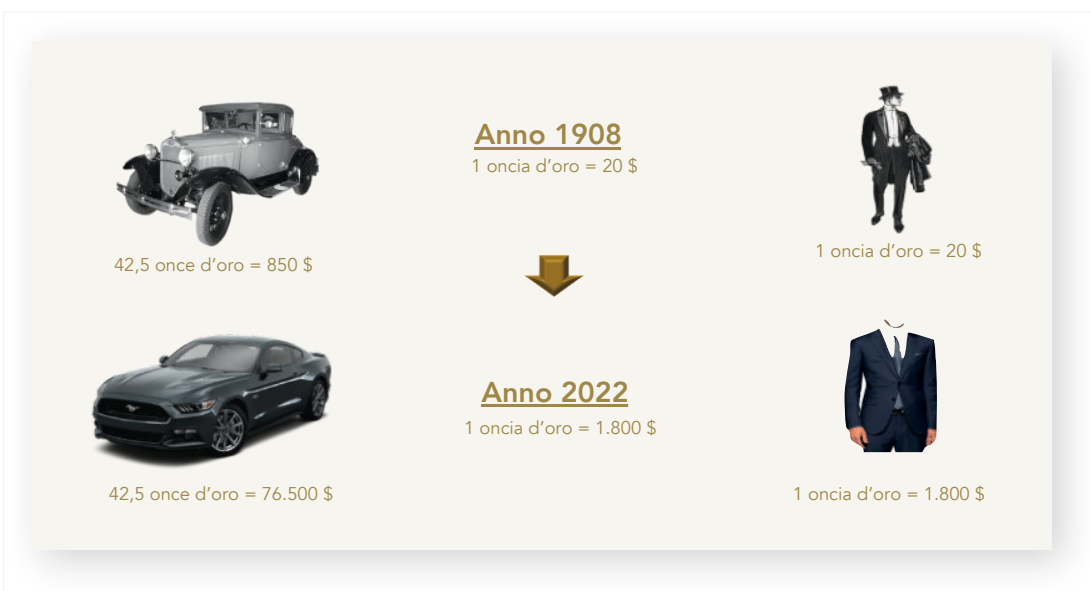 Anno 1908
1 oncia d’oro = 20 $
42,5 once d’oro = 850 $
1 oncia d’oro = 20 $
Anno 2022
1 oncia d’oro = 1.800 $
42,5 once d’oro = 76.500 $
1 oncia d’oro = 1.800 $